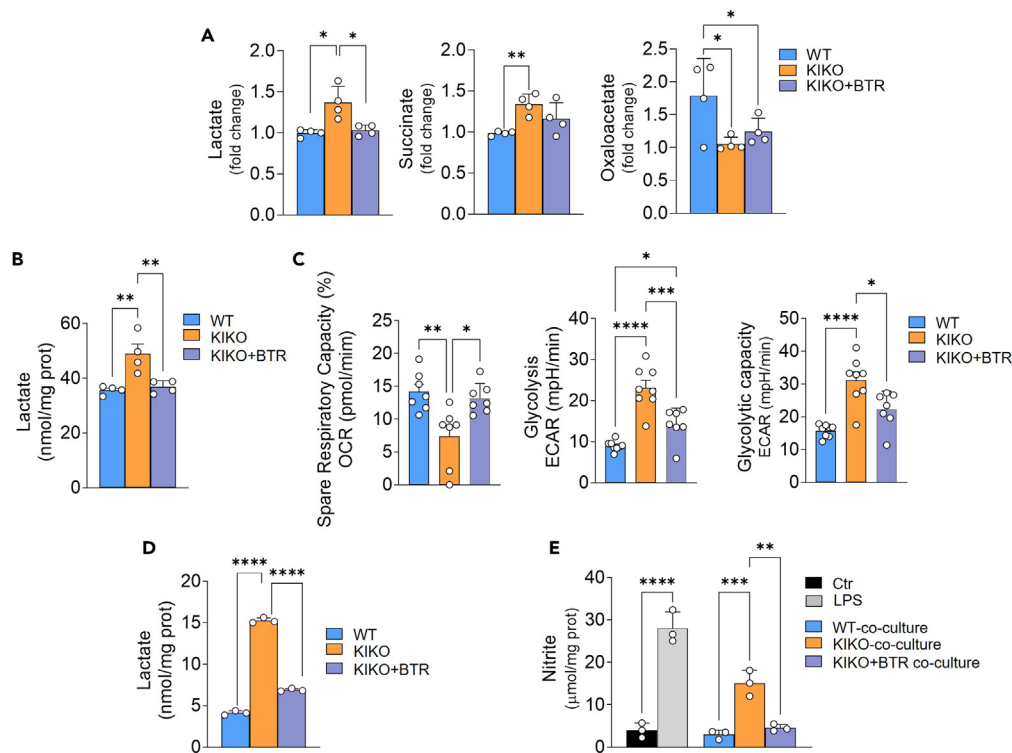 A
* *
2.0
1.5
1.0
0.5
0.0
Lactate
(fold change)
**
2.0
1.5
1.0
0.5
0.0
Succinate
(fold change)
*
*
2.5
2.0
1.5
1.0
0.5
0.0
Oxaloacetate
(fold change)
WT
KIKO
KIKO+BTR
B
**
**
60
40
20
0
Lactate
(nmol/mg prot)
WT
KIKO
KIKO+BTR
C
** *
25
20
15
10
5
0
Spare Respiratory Capacity (%)
OCR (pmol/mim)
*
***
****
40
30
20
10
0
Glycolysis
ECAR (mpH/min)
*
****
50
40
30
20
10
0
Glycolytic capacity
ECAR (mpH/min)
WT
KIKO
KIKO+BTR
D
**** ****
20
15
10
5
0
Lactate
(nmol/mg prot)
WT
KIKO
KIKO+BTR
E
**
**** ***
40
30
20
10
0
Nitrite
(μmol/mg prot)
Ctr
LPS
WT-co-culture
KIKO-co-culture
KIKO+BTR co-culture